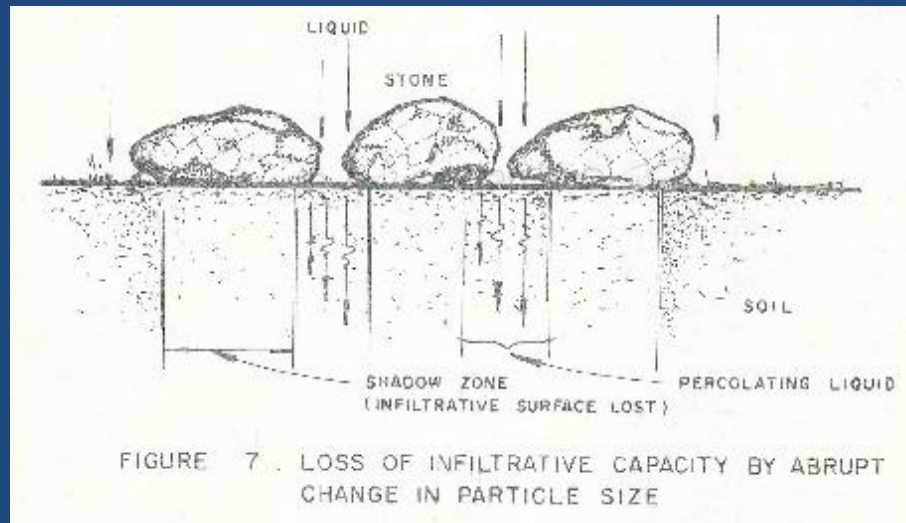 LIQUID
STONE
SOIL
SHADOW ZONE
(INFILTRATIVE SURFACE LOST)
PERCOLATING LIQUID
FIGURE 7. LOSS OF INFILTRATIVE CAPACITY BY ABRUPT
CHANGE IN PARTICLE SIZE